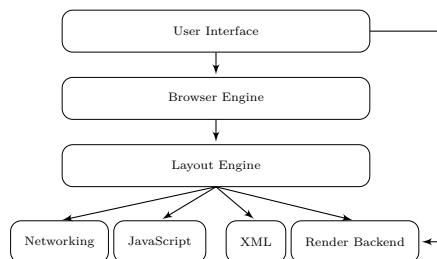 User Interface
Browser Engine
Layout Engine
Networking
JavaScript
XML
Render Backend